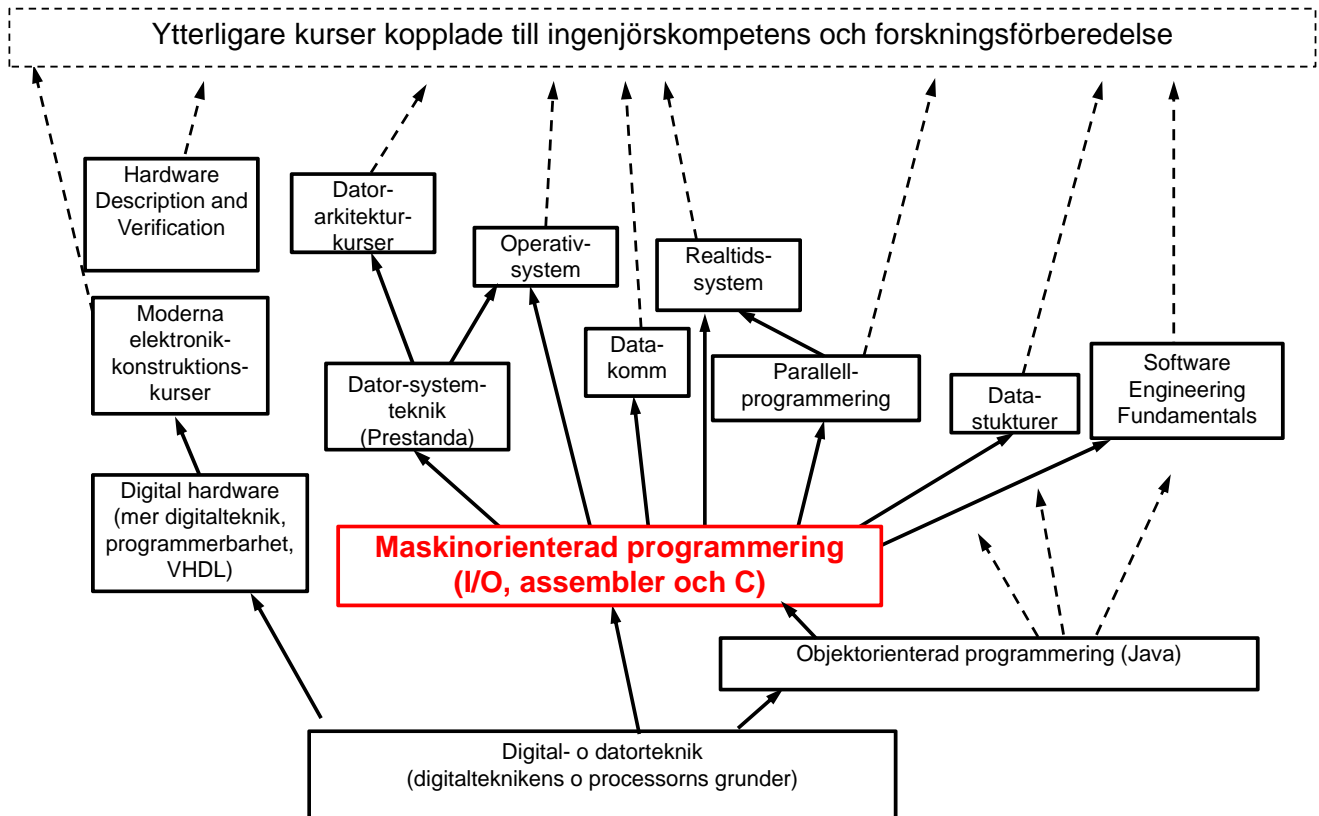 Ytterligare kurser kopplade till ingenjörskompetens och forskningsförberedelse
Hardware
Description and
Verification
Dator-
arkitektur-
kurser
Operativ-
system
Realtids-
system
Moderna
elektronik-
konstruktions-
kurser
Dator-system-
teknik
(Prestanda)
Data-
komm
Parallell-
programmering
Data-
stukturer
Software
Engineering
Fundamentals
Digital hardware
(mer digitalteknik,
programmerbarhet,
VHDL)
Maskinorienterad programmering
(I/O, assembler och C)
Objektorienterad programmering (Java)
Digital- o datorteknik
(digitalteknikens o processorns grunder)